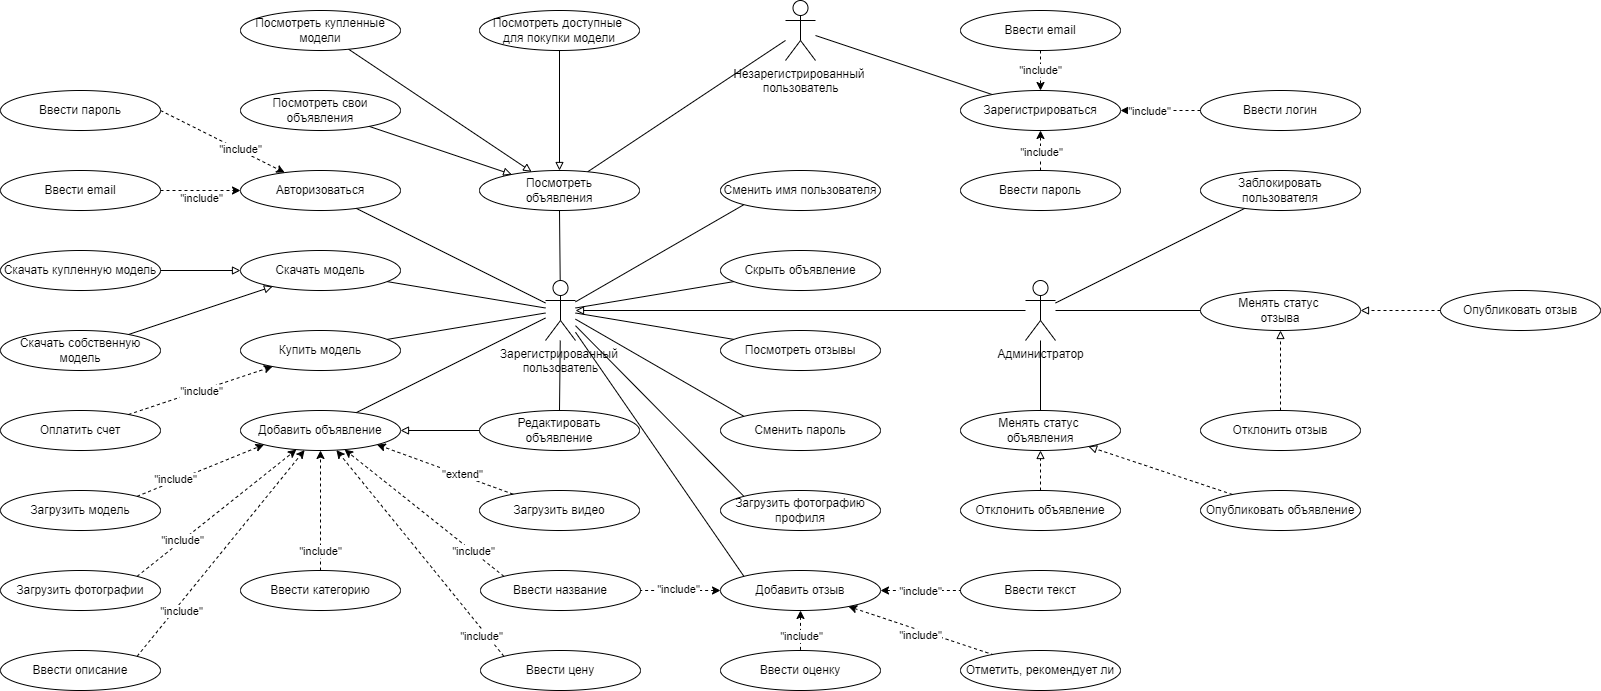 Посмотреть купленные
модели
Посмотреть доступные
для покупки модели
Незарегистрированный
пользователь
Ввести email
"include"
Ввести пароль
Посмотреть свои
объявления
Зарегистрироваться
"include"
Ввести логин
"include"
"include"
Ввести email
"include"
Авторизоваться
Посмотреть
объявления
Сменить имя пользователя
Ввести пароль
Заблокировать
пользователя
Скачать купленную модель
Скачать модель
Скрыть объявление
Менять статус
отзыва
Опубликовать отзыв
Скачать собственную
модель
Купить модель
Зарегистрированный
пользователь
Посмотреть отзывы
Администратор
"include"
Оплатить счет
Добавить объявление
Редактировать
объявление
Сменить пароль
Менять статус
объявления
Отклонить отзыв
"include"
"extend"
Загрузить модель
Загрузить видео
Загрузить фотографию
профиля
Отклонить объявление
Опубликовать объявление
"include"
"include"
"include"
Загрузить фотографии
Ввести категорию
Ввести название
"include"
Добавить отзыв
"include"
Ввести текст
"include"
"include"
"include"
"include"
Ввести описание
Ввести цену
Ввести оценку
Отметить, рекомендует ли